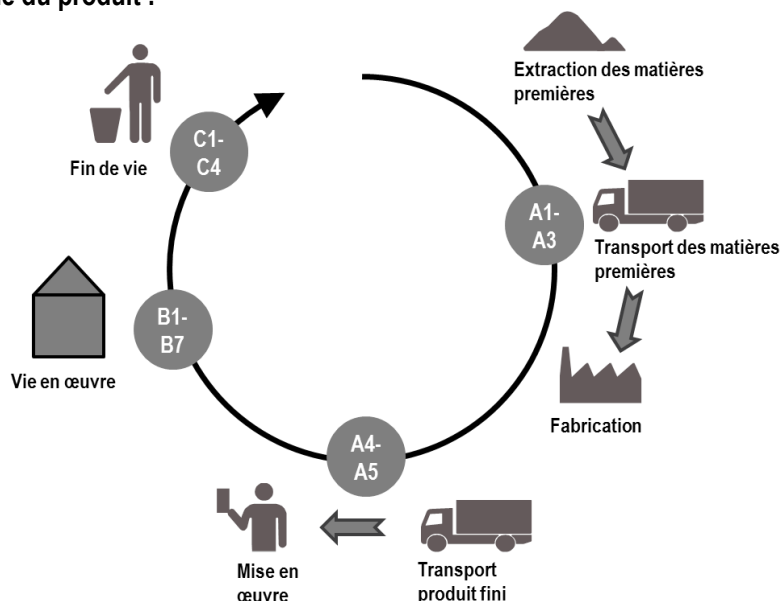 du produit :
Extraction des matières
premières
A1-
A3
Transport des matières
premières
Fabrication
A4-
A5
Transport
produit fini
Mise en
œuvre
B1-
B7
Vie en œuvre
C1-
C4
Fin de vie